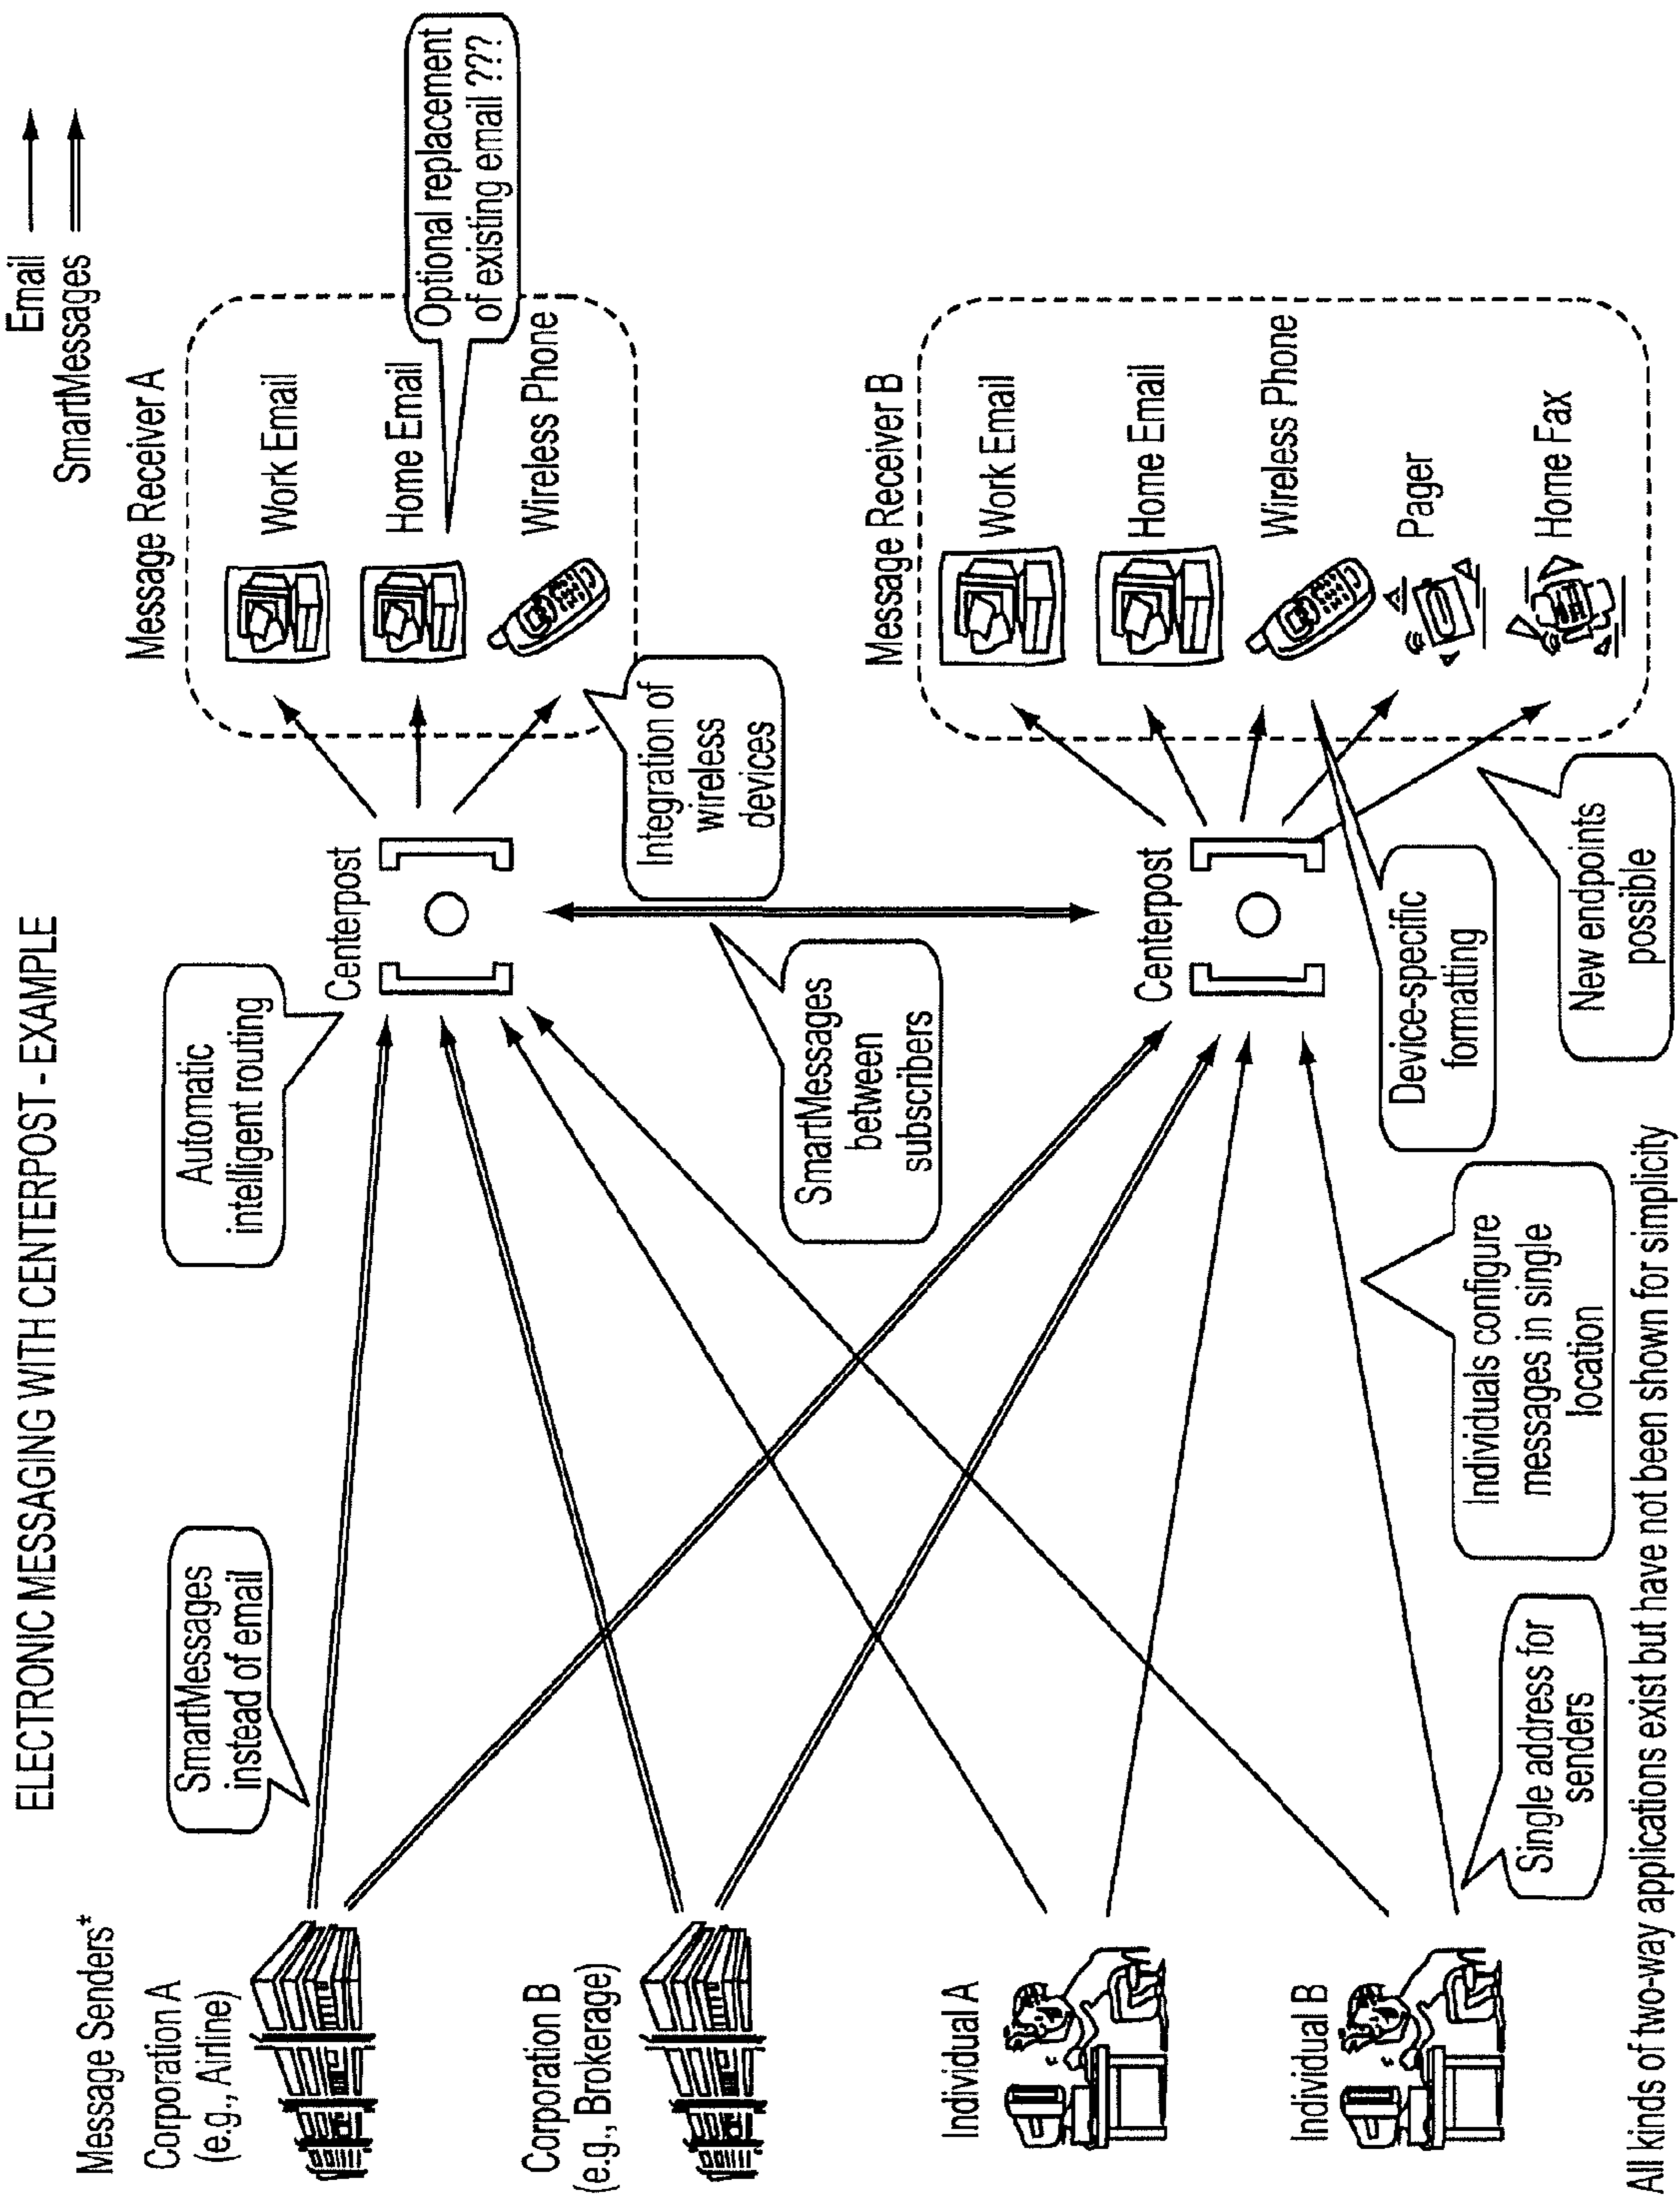 ELECTRONIC MESSAGING WITH CENTERPOST - EXAMPLE
Email
SmartMessages
Message Senders*
Corporation A
(e.g., Airline)
Corporation B
(e.g., Brokerage)
Individual A
Individual B
SmartMessages
instead of email
Automatic
intelligent routing
Centerpost
SmartMessages
between
subscribers
Centerpost
Single address for
senders
Individuals configure
messages in single
location
Message Receiver A
Work Email
Home Email
Wireless Phone
Optional replacement
of existing email ???
Integration of
wireless
devices
Message Receiver B
Work Email
Home Email
Wireless Phone
Pager
Home Fax
Device-specific
formatting
New endpoints
possible
All kinds of two-way applications exist but have not been shown for simplicity